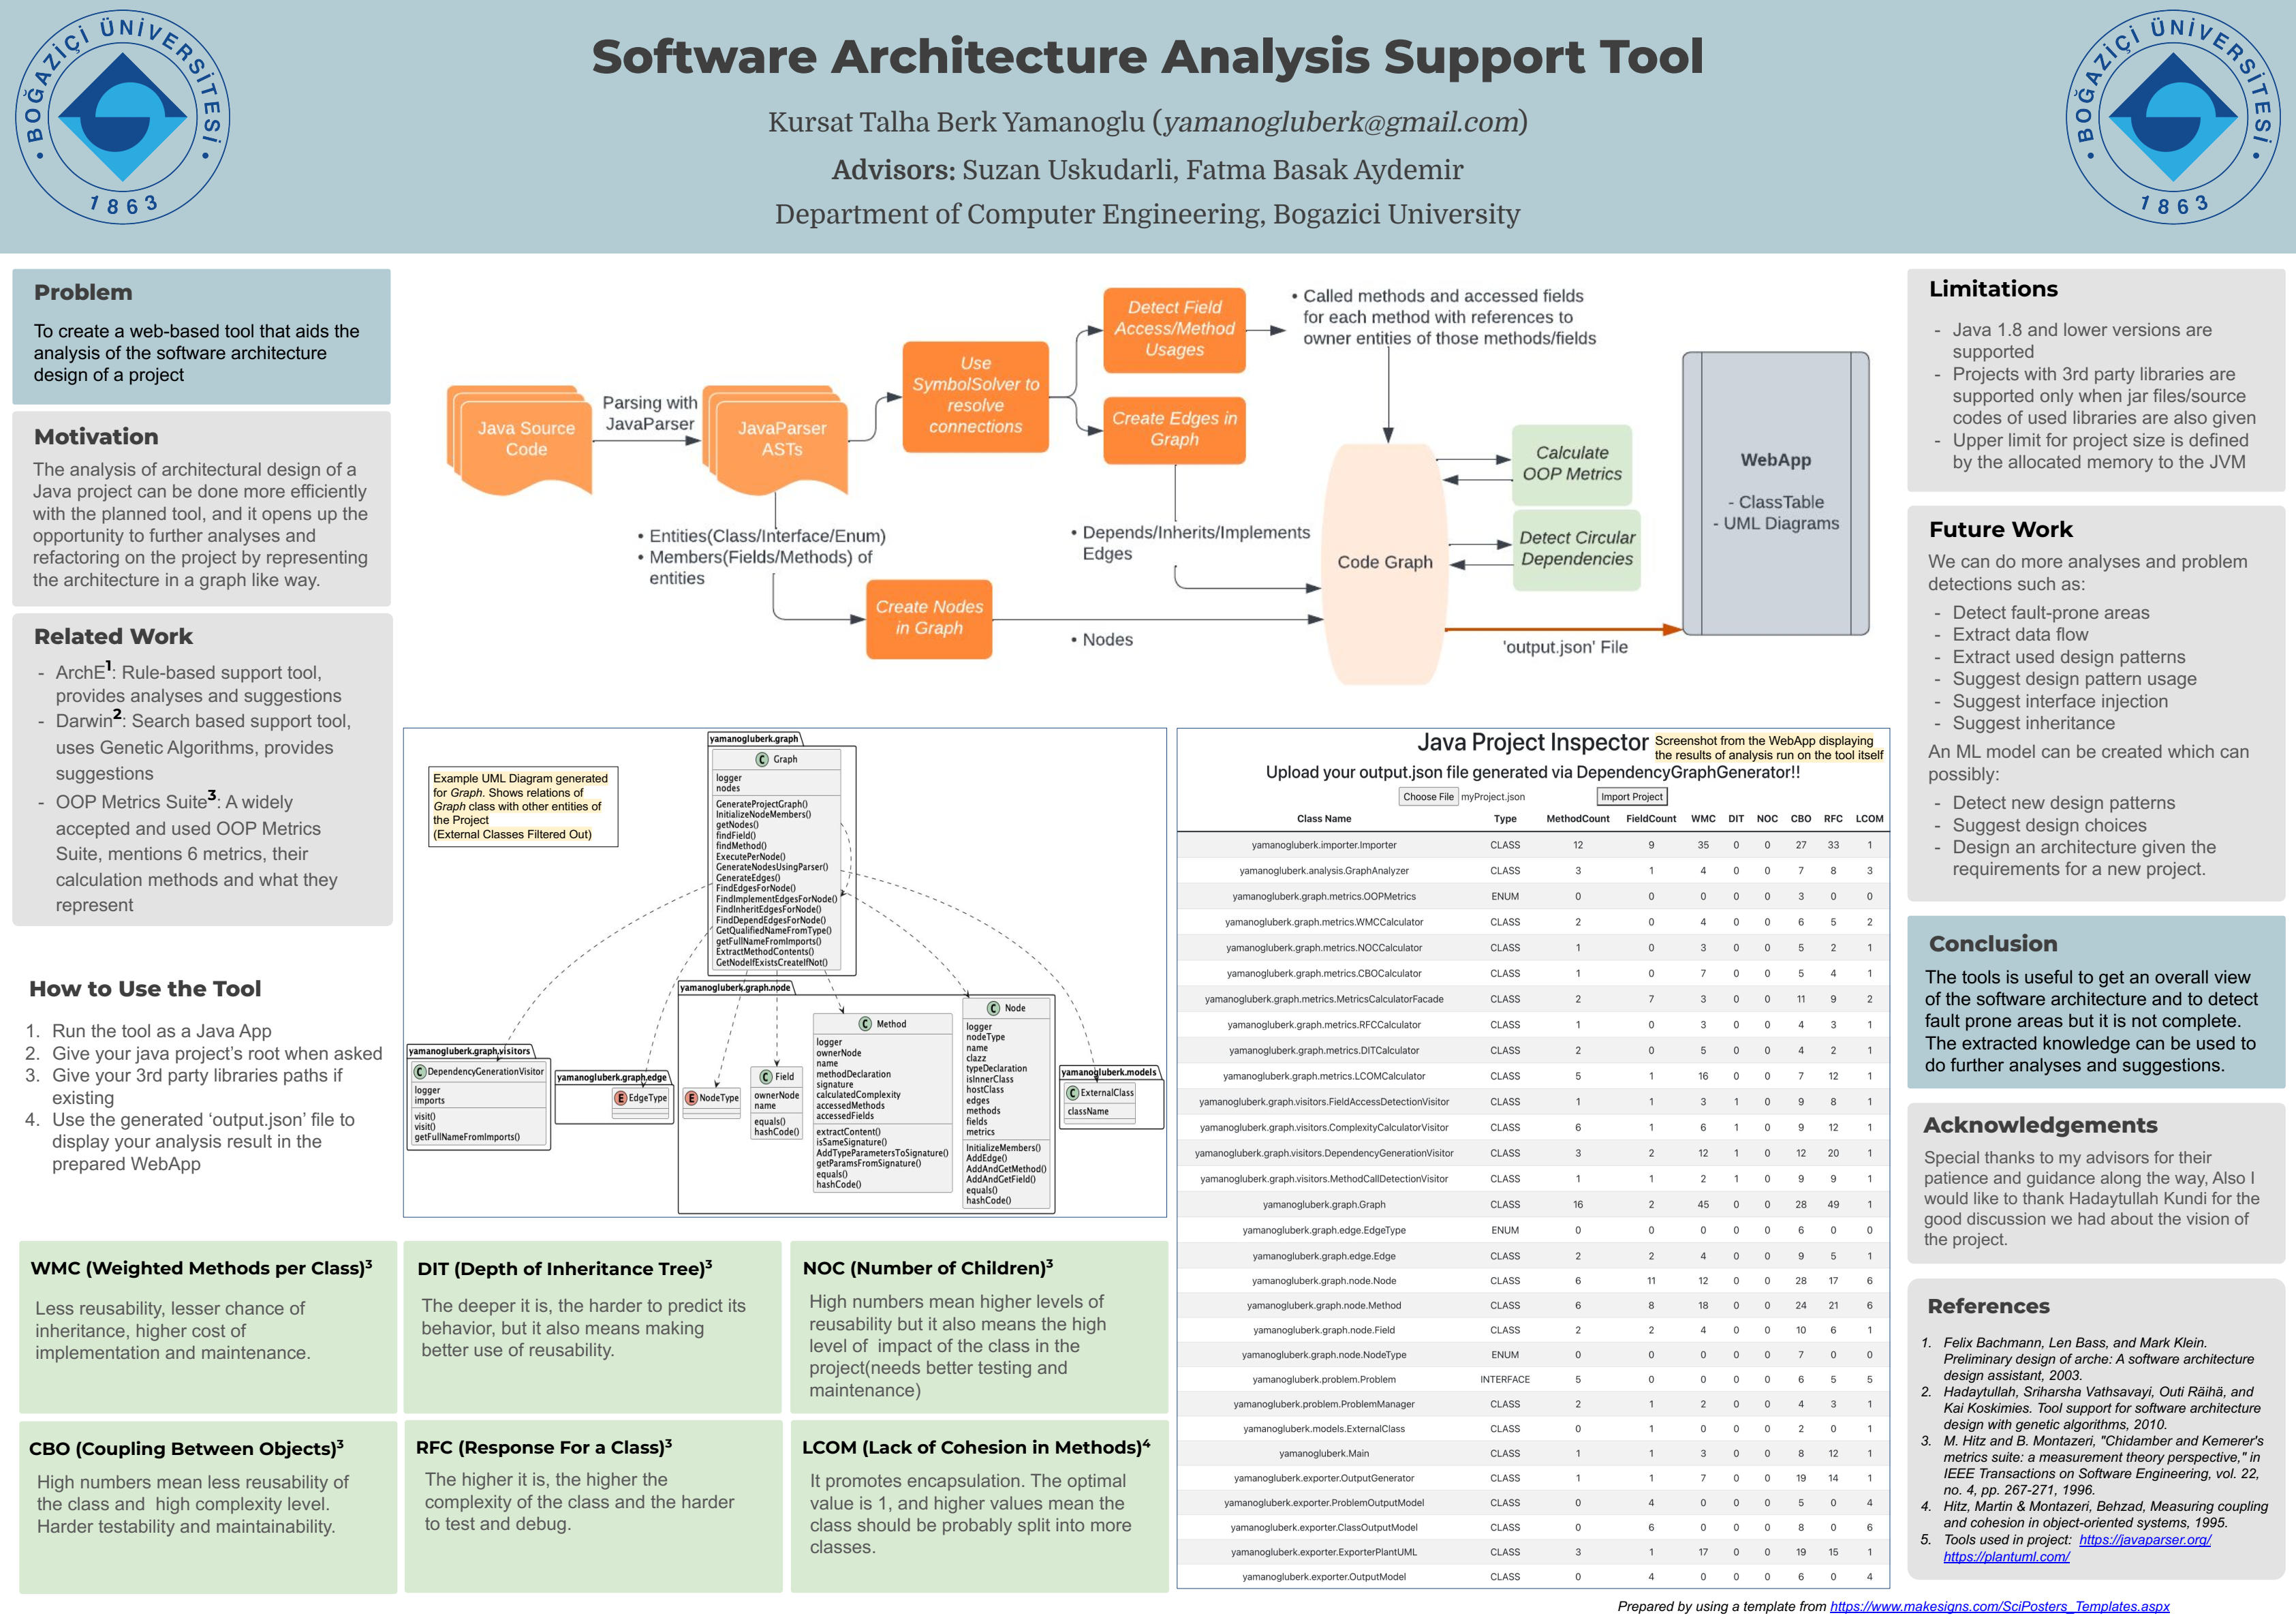 BOĞAZİÇİ ÜNİVERSİTESİ
1863
Software Architecture Analysis Support Tool
Kursat Talha Berk Yamanoglu (yamanogluberk@gmail.com)
Advisors: Suzan Uskudarli, Fatma Basak Aydemir
Department of Computer Engineering, Bogazici University
BOĞAZİÇİ ÜNİVERSİTESİ
1863
Problem
To create a web-based tool that aids the
analysis of the software architecture
design of a project
Motivation
The analysis of architectural design of a
Java project can be done more efficiently
with the planned tool, and it opens up the
opportunity to further analyses and
refactoring on the project by representing
the architecture in a graph like way.
Related Work
- ArchE1: Rule-based support tool,
provides analyses and suggestions
- Darwin2: Search based support tool,
uses Genetic Algorithms, provides
suggestions
- OOP Metrics Suite3: A widely
accepted and used OOP Metrics
Suite, mentions 6 metrics, their
calculation methods and what they
represent
How to Use the Tool
1. Run the tool as a Java App
2. Give your java project's root when asked
3. Give your 3rd party libraries paths if
existing
4. Use the generated 'output.json' file to
display your analysis result in the
prepared WebApp
Java Source
Code
Parsing with
JavaParser
JavaParser
ASTs
• Entities(Class/Interface/Enum)
• Members(Fields/Methods) of
entities
Use
SymbolSolver to
resolve
connections
Detect Field
Access/Method
Usages
Create Edges in
Graph
• Called methods and accessed fields
for each method with references to
owner entities of those methods/fields
• Depends/Inherits/Implements
Edges
Create Nodes
in Graph
• Nodes
Code Graph
Calculate
OOP Metrics
Detect Circular
Dependencies
'output.json' File
WebApp
- ClassTable
- UML Diagrams
Example UML Diagram generated
for Graph. Shows relations of
Graph class with other entities of
the Project
(External Classes Filtered Out)
yamanogluberk.graph
C Graph
logger
nodes
GenerateProjectGraph()
InitializeNodeMembers()
getNodes()
findField()
findMethod()
ExecutePerNode()
GenerateNodesUsingParser()
GenerateEdges()
FindEdgesForNode()
FindImplementEdgesForNode()
FindInheritEdgesForNode()
FindDependEdgesForNode()
GetQualifiedNameFromType()
getFullNameFromImports()
ExtractMethodContents()
GetNodeIfExistsCreateIfNot()
yamanogluberk.graph.visitors
C DependencyGenerationVisitor
logger
imports
visit()
visit()
getFullNameFromImports()
yamanogluberk.graph.edge
E EdgeType
yamanogluberk.graph.node
E NodeType
C Field
ownerNode
name
equals()
hashCode()
C Method
logger
ownerNode
name
methodDeclaration
signature
calculatedComplexity
accessedMethods
accessedFields
extractContent()
isSameSignature()
AddTypeParametersToSignature()
getParamsFromSignature()
equals()
hashCode()
C Node
logger
nodeType
name
clazz
typeDeclaration
isInnerClass
hostClass
edges
methods
fields
metrics
InitializeMembers()
AddEdge()
AddAndGetMethod()
AddAndGetField()
equals()
hashCode()
yamanogluberk.models
C ExternalClass
className
Java Project Inspector
Screenshot from the WebApp displaying
the results of analysis run on the tool itself
Upload your output.json file generated via DependencyGraphGenerator!!
Choose File myProject.json Import Project
Class Name Type MethodCount FieldCount WMC DIT NOC CBO RFC LCOM
yamanogluberk.importer.Importer CLASS 12 9 35 0 0 27 33 1
yamanogluberk.analysis.GraphAnalyzer CLASS 3 1 4 0 0 7 8 3
yamanogluberk.graph.metrics.OOPMetrics ENUM 0 0 0 0 0 3 0 0
yamanogluberk.graph.metrics.WMCCalculator CLASS 2 0 4 0 0 6 5 2
yamanogluberk.graph.metrics.NOCCalculator CLASS 1 0 3 0 0 5 2 1
yamanogluberk.graph.metrics.CBOCalculator CLASS 1 0 7 0 0 5 4 1
yamanogluberk.graph.metrics.MetricsCalculatorFacade CLASS 2 7 3 0 0 11 9 2
yamanogluberk.graph.metrics.RFCCalculator CLASS 1 0 3 0 0 4 3 1
yamanogluberk.graph.metrics.DITCalculator CLASS 2 0 5 0 0 4 2 1
yamanogluberk.graph.metrics.LCOMCalculator CLASS 5 1 16 0 0 7 12 1
yamanogluberk.graph.visitors.FieldAccessDetectionVisitor CLASS 1 1 3 1 0 9 8 1
yamanogluberk.graph.visitors.ComplexityCalculatorVisitor CLASS 6 1 6 1 0 9 12 1
yamanogluberk.graph.visitors.DependencyGenerationVisitor CLASS 3 2 12 1 0 12 20 1
yamanogluberk.graph.visitors.MethodCallDetectionVisitor CLASS 1 1 2 1 0 9 9 1
yamanogluberk.graph.Graph CLASS 16 2 45 0 0 28 49 1
yamanogluberk.graph.edge.EdgeType ENUM 0 0 0 0 0 6 0 0
yamanogluberk.graph.edge.Edge CLASS 2 2 4 0 0 9 5 1
yamanogluberk.graph.node.Node CLASS 6 11 12 0 0 28 17 6
yamanogluberk.graph.node.Method CLASS 6 8 18 0 0 24 21 6
yamanogluberk.graph.node.Field CLASS 2 2 4 0 0 10 6 1
yamanogluberk.graph.node.NodeType ENUM 0 0 0 0 0 7 0 0
yamanogluberk.problem.Problem INTERFACE 5 0 0 0 0 6 5 5
yamanogluberk.problem.ProblemManager CLASS 2 1 2 0 0 4 3 1
yamanogluberk.models.ExternalClass CLASS 0 1 0 0 0 2 0 1
yamanogluberk.Main CLASS 1 1 3 0 0 8 12 1
yamanogluberk.exporter.OutputGenerator CLASS 1 1 7 0 0 19 14 1
yamanogluberk.exporter.ProblemOutputModel CLASS 0 4 0 0 0 5 0 4
yamanogluberk.exporter.ClassOutputModel CLASS 0 6 0 0 0 8 0 6
yamanogluberk.exporter.ExporterPlantUML CLASS 3 1 17 0 0 19 15 1
yamanogluberk.exporter.OutputModel CLASS 0 4 0 0 0 6 0 4
WMC (Weighted Methods per Class)3
Less reusability, lesser chance of
inheritance, higher cost of
implementation and maintenance.
DIT (Depth of Inheritance Tree)3
The deeper it is, the harder to predict its
behavior, but it also means making
better use of reusability.
NOC (Number of Children)3
High numbers mean higher levels of
reusability but it also means the high
level of impact of the class in the
project(needs better testing and
maintenance)
CBO (Coupling Between Objects)3
High numbers mean less reusability of
the class and high complexity level.
Harder testability and maintainability.
RFC (Response For a Class)3
The higher it is, the higher the
complexity of the class and the harder
to test and debug.
LCOM (Lack of Cohesion in Methods)4
It promotes encapsulation. The optimal
value is 1, and higher values mean the
class should be probably split into more
classes.
Limitations
- Java 1.8 and lower versions are
supported
- Projects with 3rd party libraries are
supported only when jar files/source
codes of used libraries are also given
- Upper limit for project size is defined
by the allocated memory to the JVM
Future Work
We can do more analyses and problem
detections such as:
- Detect fault-prone areas
- Extract data flow
- Extract used design patterns
- Suggest design pattern usage
- Suggest interface injection
- Suggest inheritance
An ML model can be created which can
possibly:
- Detect new design patterns
- Suggest design choices
- Design an architecture given the
requirements for a new project.
Conclusion
The tools is useful to get an overall view
of the software architecture and to detect
fault prone areas but it is not complete.
The extracted knowledge can be used to
do further analyses and suggestions.
Acknowledgements
Special thanks to my advisors for their
patience and guidance along the way, Also I
would like to thank Hadaytullah Kundi for the
good discussion we had about the vision of
the project.
References
1. Felix Bachmann, Len Bass, and Mark Klein.
Preliminary design of arche: A software architecture
design assistant, 2003.
2. Hadaytullah, Sriharsha Vathsavayi, Outi Räihä, and
Kai Koskimies. Tool support for software architecture
design with genetic algorithms, 2010.
3. M. Hitz and B. Montazeri, "Chidamber and Kemerer's
metrics suite: a measurement theory perspective," in
IEEE Transactions on Software Engineering, vol. 22,
no. 4, pp. 267-271, 1996.
4. Hitz, Martin & Montazeri, Behzad, Measuring coupling
and cohesion in object-oriented systems, 1995.
5. Tools used in project: https://javaparser.org/
https://plantuml.com/
Prepared by using a template from https://www.makesigns.com/SciPosters_Templates.aspx